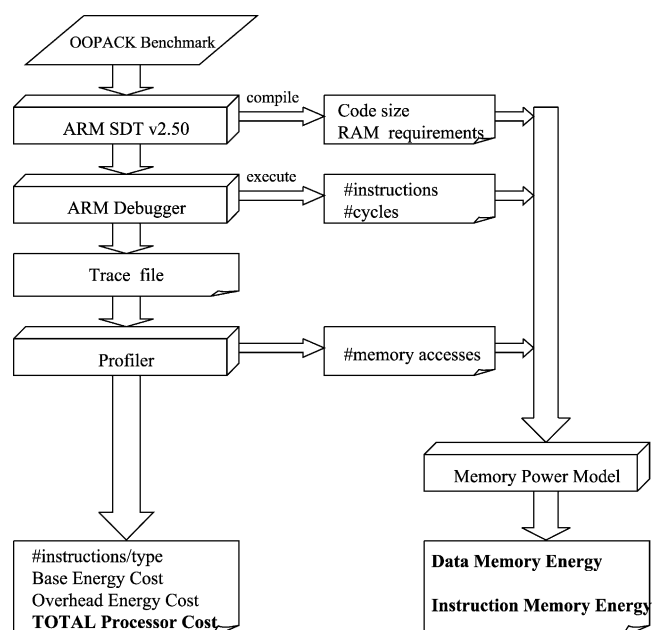 OOPACK Benchmark
compile
ARM SDT v2.50
Code size
RAM requirements
execute
ARM Debugger
#instructions
#cycles
Trace file
Profiler
#memory accesses
Memory Power Model
#instructions/type
Base Energy Cost
Overhead Energy Cost
TOTAL Processor Cost
Data Memory Energy
Instruction Memory Energy